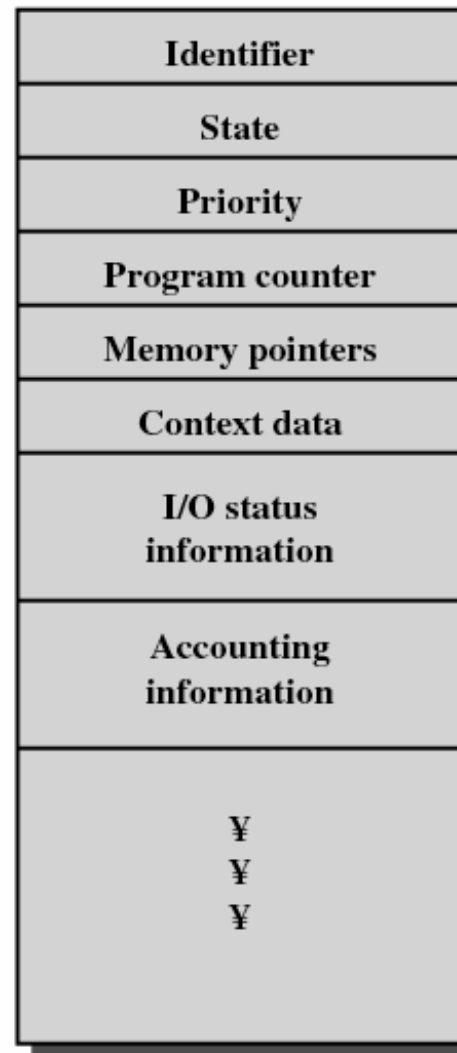 Identifier
State
Priority
Program counter
Memory pointers
Context data
I/O status
information
Accounting
information
¥
¥
¥